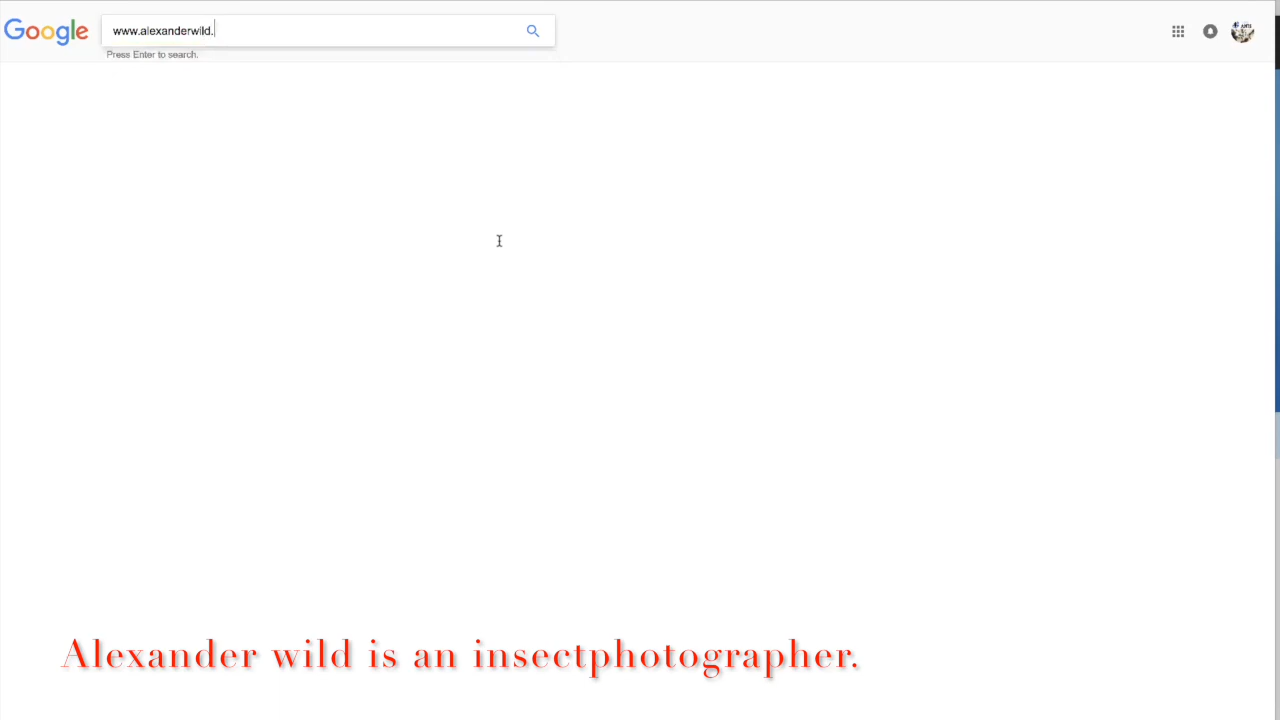 Google
www.alexanderwild.
Press Enter to search.
Alexander wild is an insectphotographer.